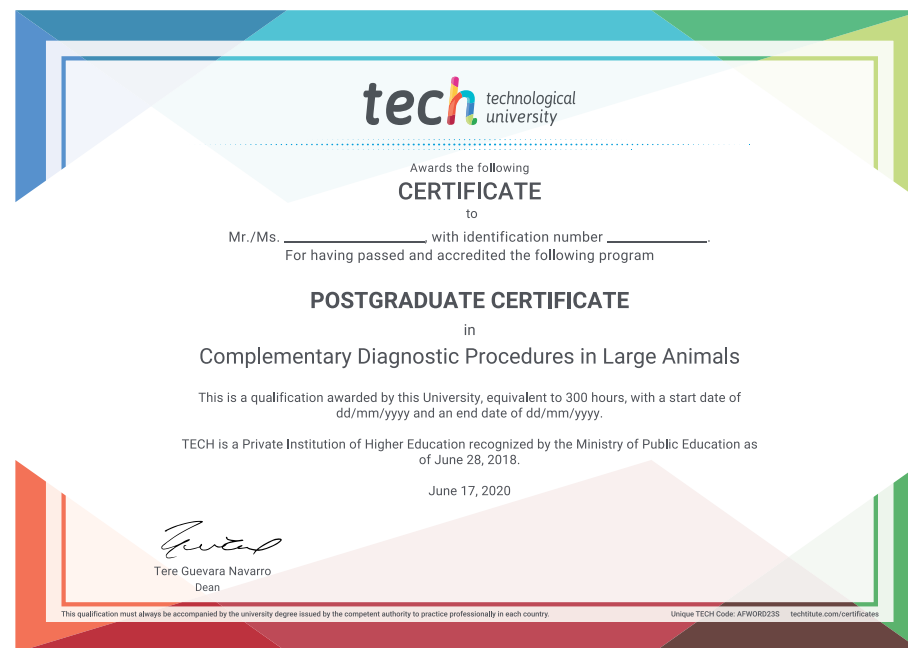 tech technological
university
Awards the following
CERTIFICATE
to
Mr./Ms. ____________, with identification number ____________.
For having passed and accredited the following program
POSTGRADUATE CERTIFICATE
in
Complementary Diagnostic Procedures in Large Animals
This is a qualification awarded by this University, equivalent to 300 hours, with a start date of
dd/mm/yyyy and an end date of dd/mm/yyyy.
TECH is a Private Institution of Higher Education recognized by the Ministry of Public Education as
of June 28, 2018.
June 17, 2020
Tere Guevara Navarro
Dean
This qualification must always be accompanied by the university degree issued by the competent authority to practice professionally in each country. Unique TECH Code: AFWORD23S techtitute.com/certificates